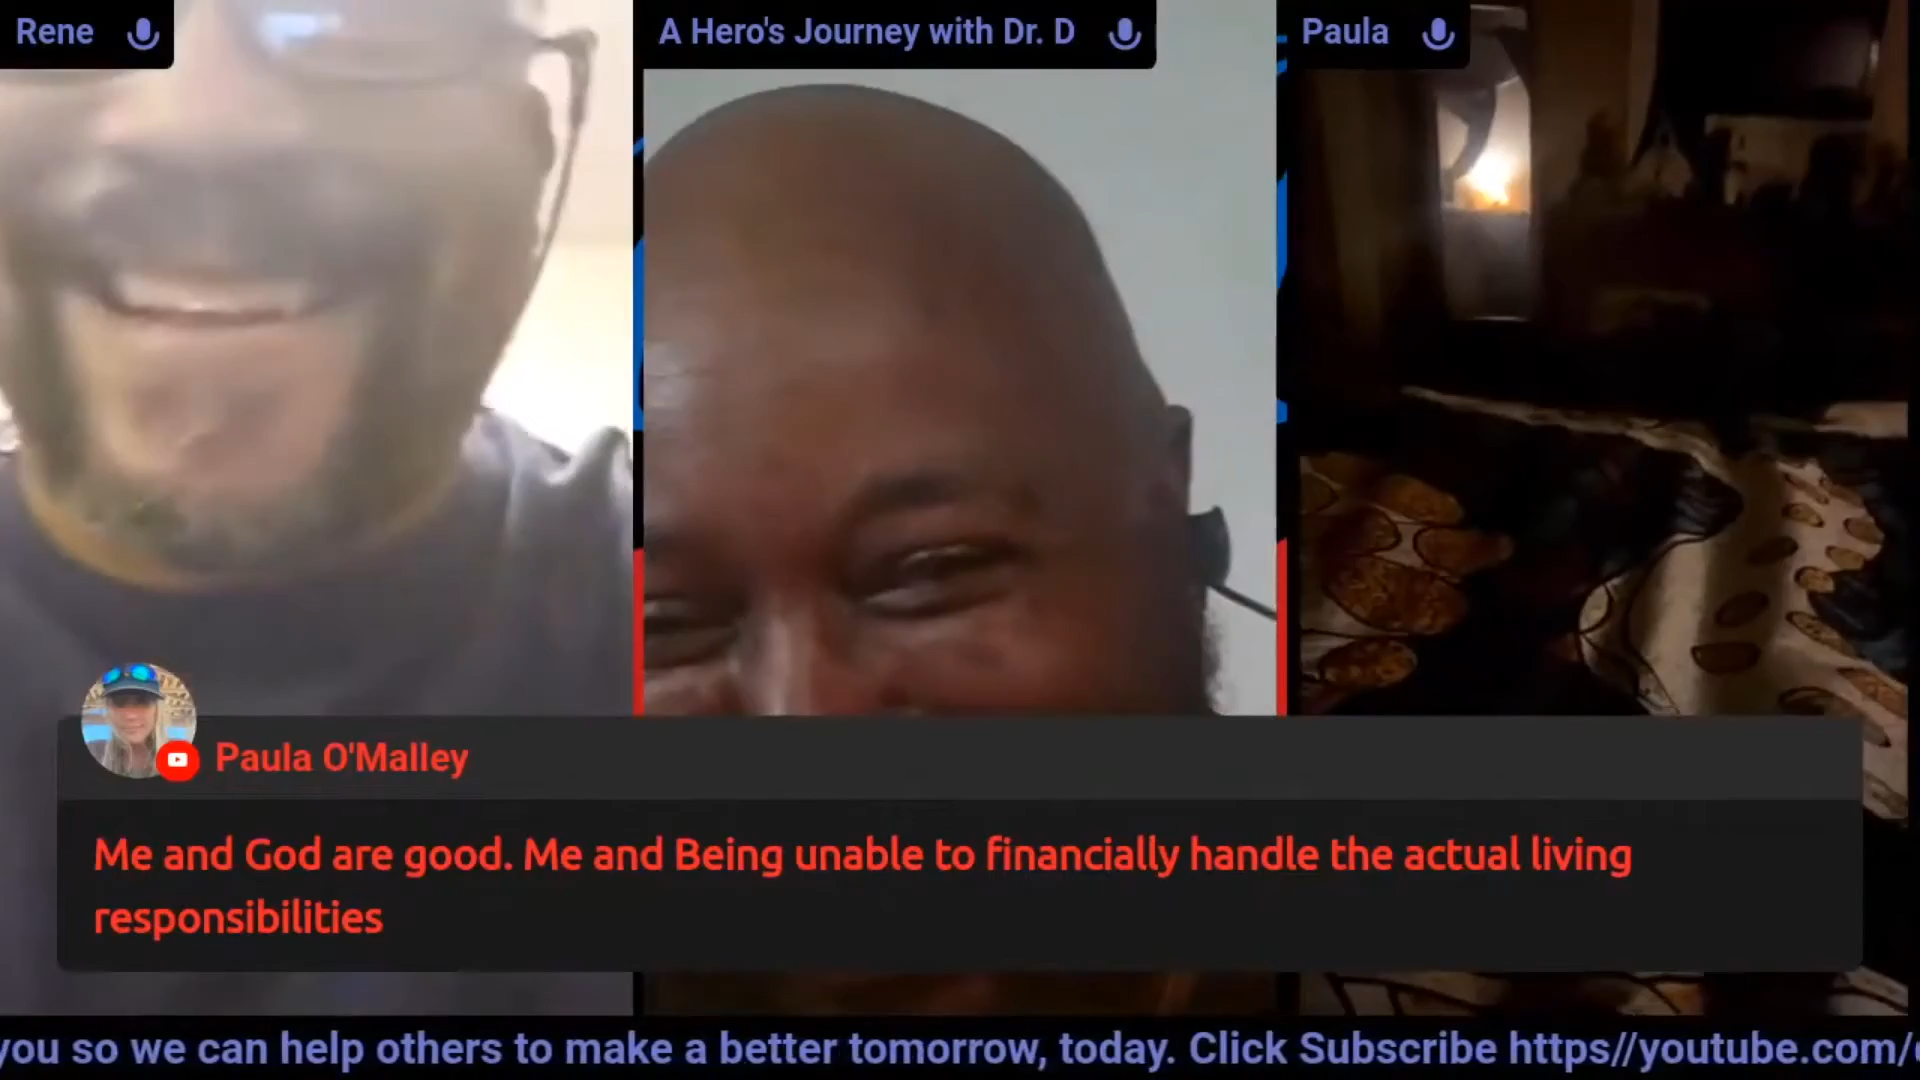 Rene
A Hero's Journey with Dr. D
Paula
Paula O'Malley
Me and God are good. Me and Being unable to financially handle the actual living
responsibilities
you so we can help others to make a better tomorrow, today. Click Subscribe https//youtube.com/